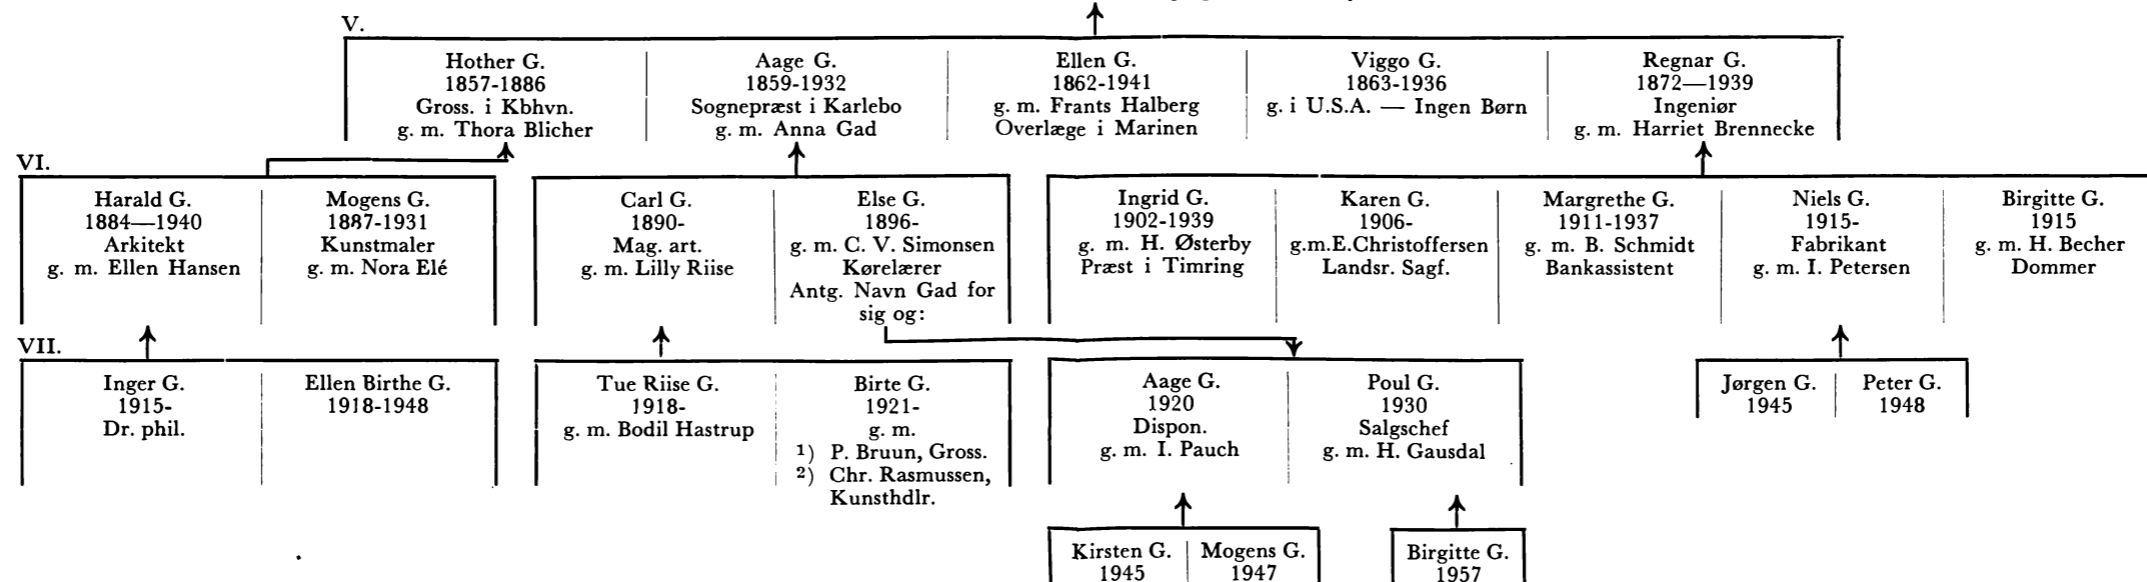 V.
Hother G.
1857-1886
Gross. i Kbhvn.
g. m. Thora Blicher
Aage G.
1859-1932
Sognepræst i Karlebo
g. m. Anna Gad
Ellen G.
1862-1941
g. m. Frants Halberg
Overlæge i Marinen
Viggo G.
1863-1936
g. i U.S.A. — Ingen Børn
Regnar G.
1872—1939
Ingeniør
g. m. Harriet Brennecke
VI.
Harald G.
1884—1940
Arkitekt
g. m. Ellen Hansen
Mogens G.
1887-1931
Kunstmaler
g. m. Nora Elé
Carl G.
1890-
Mag. art.
g. m. Lilly Riise
Else G.
1896-
g. m. C. V. Simonsen
Kørelærer
Antg. Navn Gad for
sig og:
Ingrid G.
1902-1939
g. m. H. Østerby
Præst i Timring
Karen G.
1906-
g.m.E.Christoffersen
Landsr. Sagf.
Margrethe G.
1911-1937
g. m. B. Schmidt
Bankassistent
Niels G.
1915-
Fabrikant
g. m. I. Petersen
Birgitte G.
1915
g. m. H. Becher
Dommer
VII.
Inger G.
1915-
Dr. phil.
Ellen Birthe G.
1918-1948
Tue Riise G.
1918-
g. m. Bodil Hastrup
Birte G.
1921-
g. m.
1) P. Bruun, Gross.
2) Chr. Rasmussen,
Kunsthdlr.
Aage G.
1920
Dispon.
g. m. I. Pauch
Poul G.
1930
Salgschef
g. m. H. Gausdal
Jørgen G.
1945
Peter G.
1948
Kirsten G.
1945
Mogens G.
1947
Birgitte G.
1957